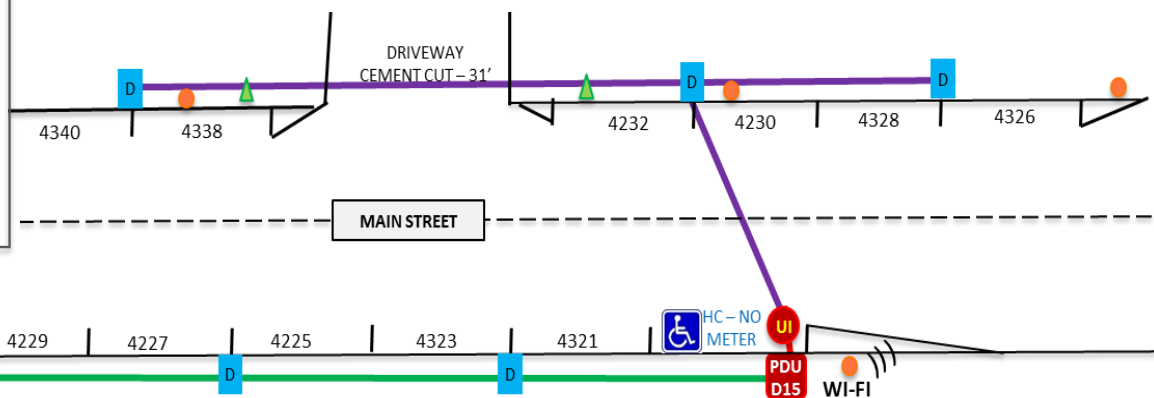 DRIVEWAY
CEMENT CUT – 31’
D
D
D
4340
4338
4232
4230
4328
4326
MAIN STREET
4229
4227
4225
4323
4321
HC – NO
METER
UI
D
D
PDU
D15
WI-FI